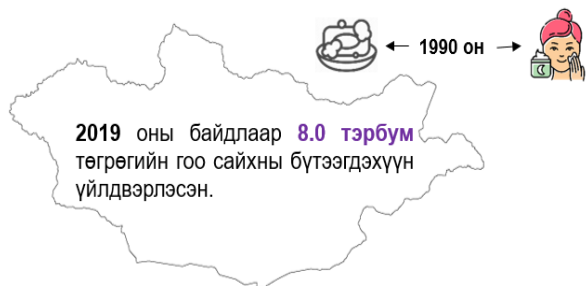 1990 он
2019 оны байдлаар 8.0 тэрбум
төгрөгийн гоо сайхны бүтээгдэхүүн
үйлдвэрлэсэн.